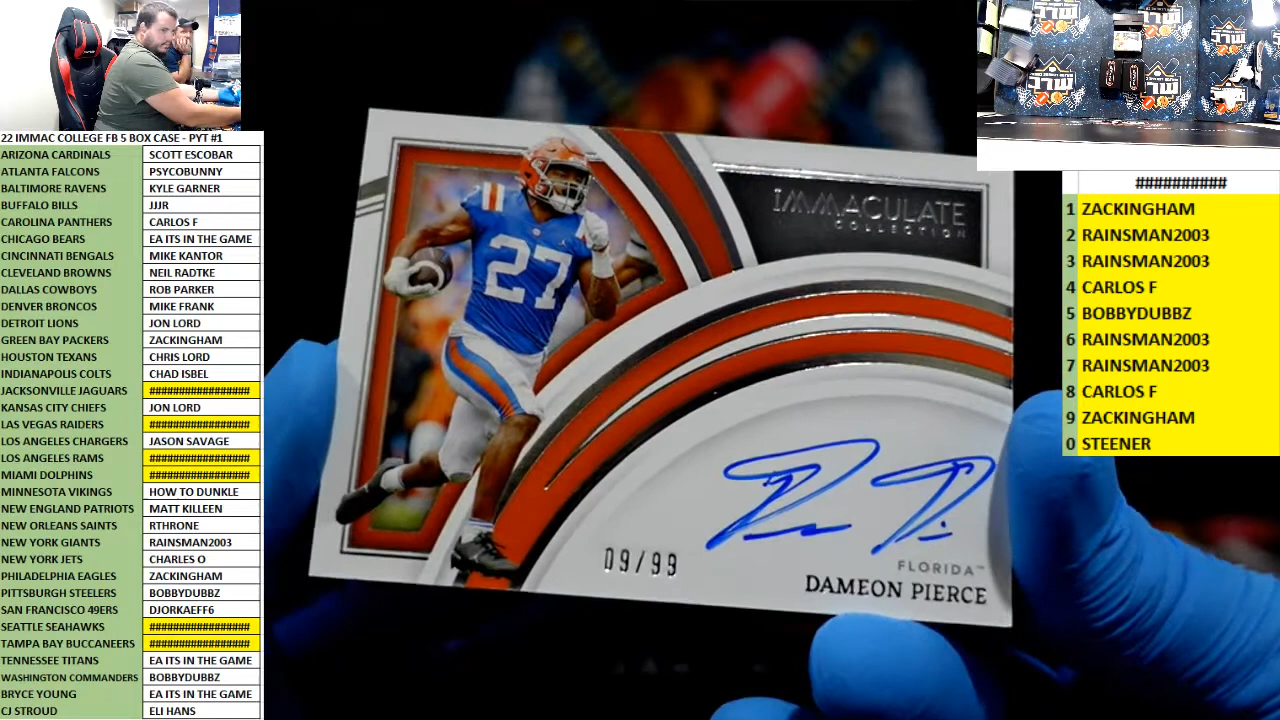 22 IMMAC COLLEGE FB 5 BOX CASE - PYT #1
ARIZONA CARDINALS SCOTT ESCOBAR
ATLANTA FALCONS PSYCOBUNNY
BALTIMORE RAVENS KYLE GARNER
BUFFALO BILLS JJJR
CAROLINA PANTHERS CARLOS F
CHICAGO BEARS EA ITS IN THE GAME
CINCINNATI BENGALS MIKE KANTOR
CLEVELAND BROWNS NEIL RADTKE
DALLAS COWBOYS ROB PARKER
DENVER BRONCOS MIKE FRANK
DETROIT LIONS JON LORD
GREEN BAY PACKERS ZACKINGHAM
HOUSTON TEXANS CHRIS LORD
INDIANAPOLIS COLTS CHAD ISBEL
JACKSONVILLE JAGUARS #################
KANSAS CITY CHIEFS JON LORD
LAS VEGAS RAIDERS #################
LOS ANGELES CHARGERS JASON SAVAGE
LOS ANGELES RAMS #################
MIAMI DOLPHINS #################
MINNESOTA VIKINGS HOW TO DUNKLE
NEW ENGLAND PATRIOTS MATT KILLEEN
NEW ORLEANS SAINTS RTHRONE
NEW YORK GIANTS RAINSMAN2003
NEW YORK JETS CHARLES O
PHILADELPHIA EAGLES ZACKINGHAM
PITTSBURGH STEELERS BOBBYDUBBZ
SAN FRANCISCO 49ERS DJORKAEFF6
SEATTLE SEAHAWKS #################
TAMPA BAY BUCCANEERS #################
TENNESSEE TITANS EA ITS IN THE GAME
WASHINGTON COMMANDERS BOBBYDUBBZ
BRYCE YOUNG EA ITS IN THE GAME
CJ STROUD ELI HANS
IMMACULATE
COLLECTION
27
09/99
FLORIDA™
DAMEON PIERCE
##########
1 ZACKINGHAM
2 RAINSMAN2003
3 RAINSMAN2003
4 CARLOS F
5 BOBBYDUBBZ
6 RAINSMAN2003
7 RAINSMAN2003
8 CARLOS F
9 ZACKINGHAM
0 STEENER